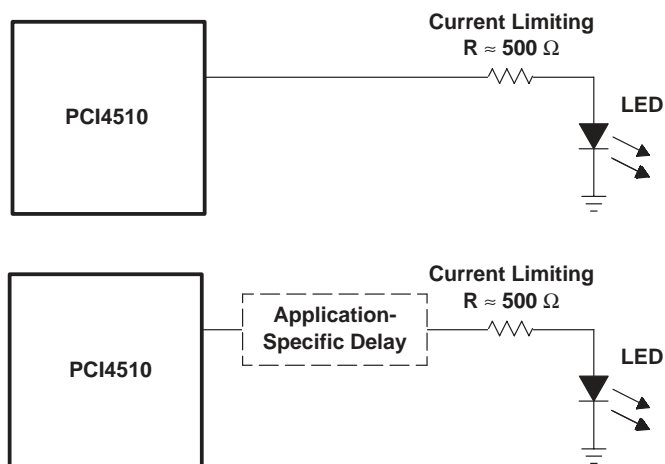 Current Limiting
R ≈ 500 Ω
PCI4510
LED
Current Limiting
R ≈ 500 Ω
Application-
Specific Delay
PCI4510
LED